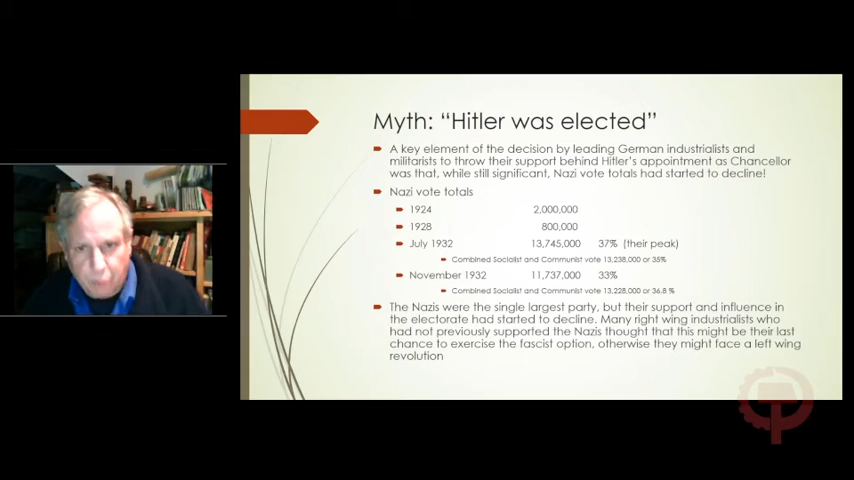 Myth: “Hitler was elected”
A key element of the decision by leading German industrialists and
militarists to throw their support behind Hitler’s appointment as Chancellor
was that, while still significant, Nazi vote totals had started to decline!
Nazi vote totals
1924 2,000,000
1928 800,000
July 1932 13,745,000 37% (their peak)
Combined Socialist and Communist vote 13,238,000 or 35%
November 1932 11,737,000 33%
Combined Socialist and Communist vote 13,228,000 or 36.8 %
The Nazis were the single largest party, but their support and influence in
the electorate had started to decline. Many right wing industrialists who
had not previously supported the Nazis thought that this might be their last
chance to exercise the fascist option, otherwise they might face a left wing
revolution